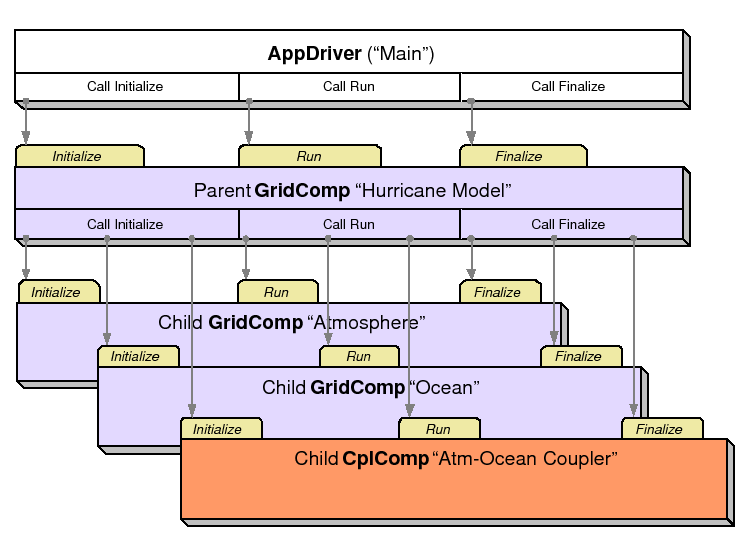 AppDriver (“Main”)
Call Initialize Call Run Call Finalize
Initialize Run Finalize
Parent GridComp “Hurricane Model”
Call Initialize Call Run Call Finalize
Initialize Run Finalize
Child GridComp “Atmosphere”
Initialize Run Finalize
Child GridComp “Ocean”
Initialize Run Finalize
Child CplComp “Atm-Ocean Coupler”